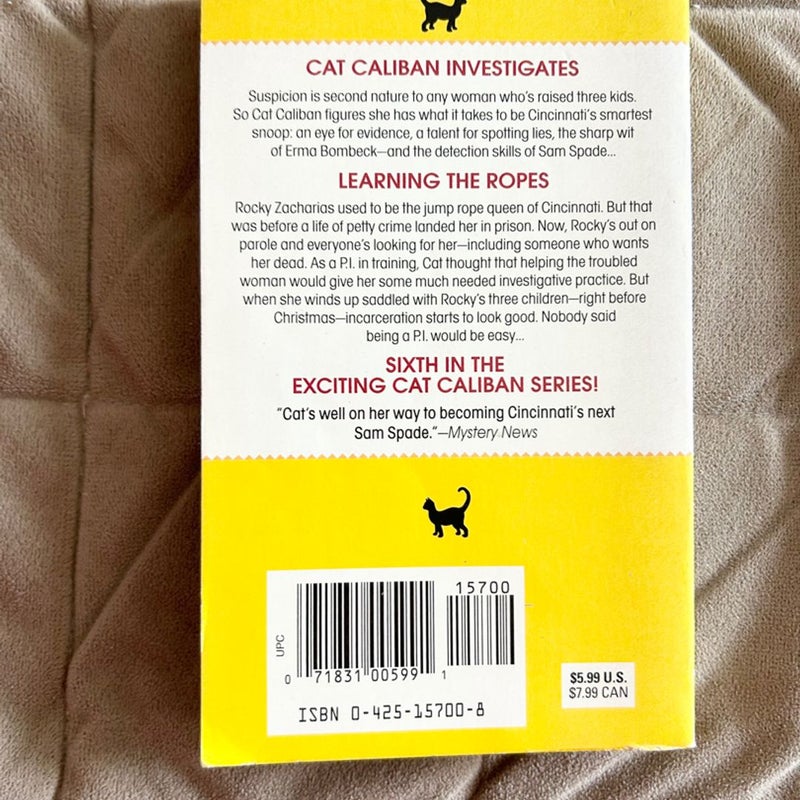 CAT CALIBAN INVESTIGATES
Suspicion is second nature to any woman who's raised three kids.
So Cat Caliban figures she has what it takes to be Cincinnati's smartest
snoop: an eye for evidence, a talent for spotting lies, the sharp wit
of Erma Bombeck—and the detection skills of Sam Spade...
LEARNING THE ROPES
Rocky Zacharias used to be the jump rope queen of Cincinnati. But that
was before a life of petty crime landed her in prison. Now, Rocky's out on
parole and everyone's looking for her—including someone who wants
her dead. As a P.I. in training, Cat thought that helping the troubled
woman would give her some much needed investigative practice. But
when she winds up saddled with Rocky's three children—right before
Christmas—incarceration starts to look good. Nobody said
being a P.I. would be easy...
SIXTH IN THE
EXCITING CAT CALIBAN SERIES!
"Cat's well on her way to becoming Cincinnati's next
Sam Spade."—Mystery News
15700
UPC
0 71831 00599 1
ISBN 0-425-15700-8
$5.99 U.S.
$7.99 CAN